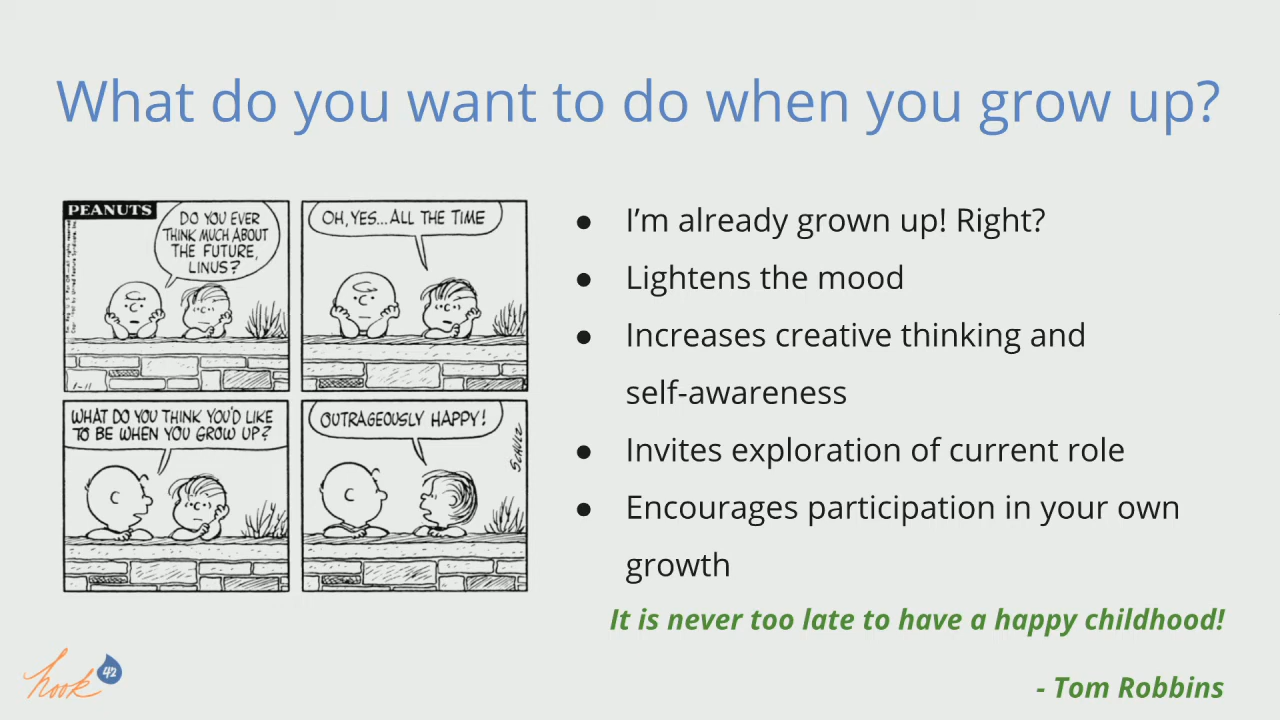 What do you want to do when you grow up?
PEANUTS
DO YOU EVER
THINK MUCH ABOUT
THE FUTURE,
LINUS?
OH, YES...ALL THE TIME
1-11
WHAT DO YOU THINK YOU'D LIKE
TO BE WHEN YOU GROW UP?
OUTRAGEOUSLY HAPPY!
SCHULZ
● I’m already grown up! Right?
● Lightens the mood
● Increases creative thinking and
self-awareness
● Invites exploration of current role
● Encourages participation in your own
growth
It is never too late to have a happy childhood!
- Tom Robbins
hook 42